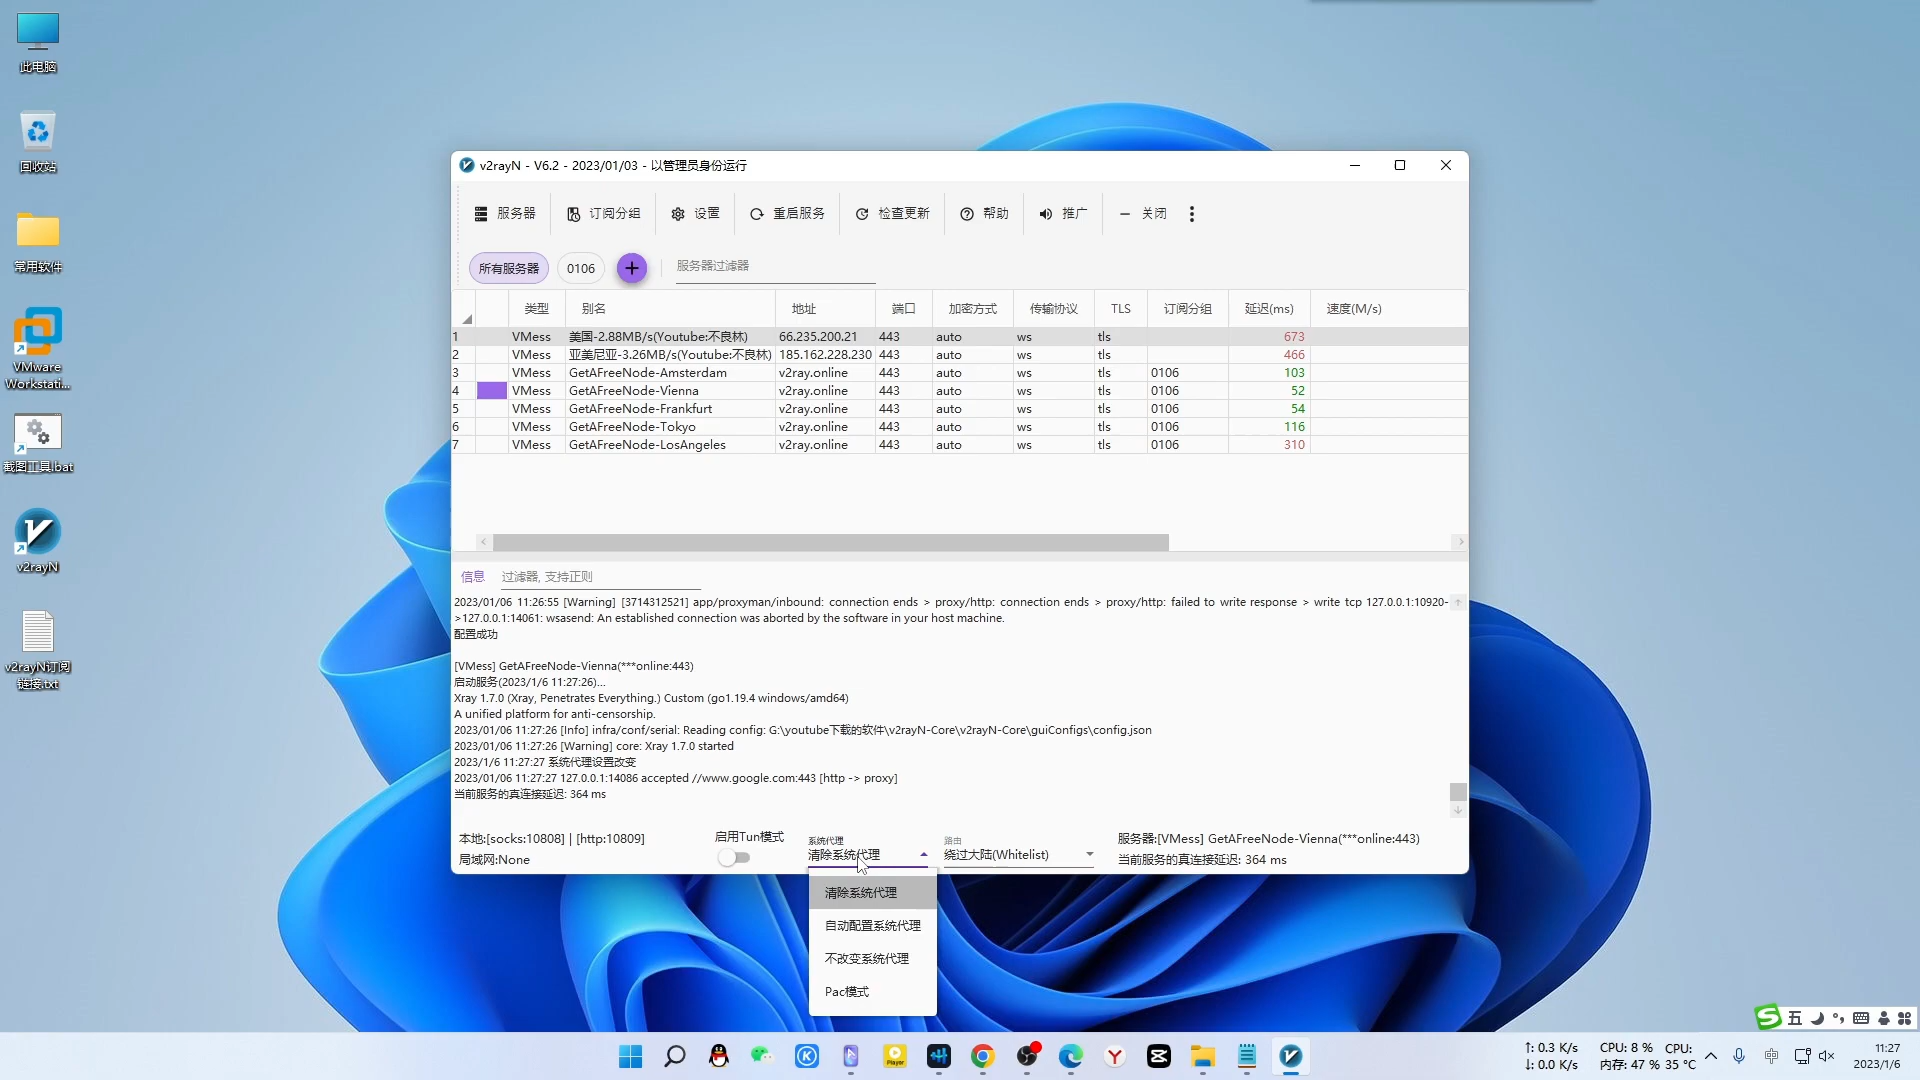 此电脑
回收站
常用软件
VMware
Workstati...
截图工具.bat
v2rayN
v2rayN订阅
链接.txt
v2rayN - V6.2 - 2023/01/03 - 以管理员身份运行
服务器 订阅分组 设置 重启服务 检查更新 帮助 推广 关闭
所有服务器 0106 + 服务器过滤器
类型 别名 地址 端口 加密方式 传输协议 TLS 订阅分组 延迟(ms) 速度(M/s)
1 VMess 美国-2.88MB/s(Youtube:不良林) 66.235.200.21 443 auto ws tls 673
2 VMess 亚美尼亚-3.26MB/s(Youtube:不良林) 185.162.228.230 443 auto ws tls 466
3 VMess GetAFreeNode-Amsterdam v2ray.online 443 auto ws tls 0106 103
4 VMess GetAFreeNode-Vienna v2ray.online 443 auto ws tls 0106 52
5 VMess GetAFreeNode-Frankfurt v2ray.online 443 auto ws tls 0106 54
6 VMess GetAFreeNode-Tokyo v2ray.online 443 auto ws tls 0106 116
7 VMess GetAFreeNode-LosAngeles v2ray.online 443 auto ws tls 0106 310
信息 过滤器, 支持正则
2023/01/06 11:26:55 [Warning] [3714312521] app/proxyman/inbound: connection ends > proxy/http: connection ends > proxy/http: failed to write response > write tcp 127.0.0.1:10920-
>127.0.0.1:14061: wsasend: An established connection was aborted by the software in your host machine.
配置成功
[VMess] GetAFreeNode-Vienna(***online:443)
启动服务(2023/1/6 11:27:26)...
Xray 1.7.0 (Xray, Penetrates Everything.) Custom (go1.19.4 windows/amd64)
A unified platform for anti-censorship.
2023/01/06 11:27:26 [Info] infra/conf/serial: Reading config: G:\youtube下载的软件\v2rayN-Core\v2rayN-Core\guiConfigs\config.json
2023/01/06 11:27:26 [Warning] core: Xray 1.7.0 started
2023/1/6 11:27:27 系统代理设置改变
2023/01/06 11:27:27 127.0.0.1:14086 accepted //www.google.com:443 [http -> proxy]
当前服务的真连接延迟: 364 ms
本地:[socks:10808] | [http:10809]
局域网:None
启用Tun模式
系统代理
清除系统代理
路由
绕过大陆(Whitelist)
服务器:[VMess] GetAFreeNode-Vienna(***online:443)
当前服务的真连接延迟: 364 ms
清除系统代理
自动配置系统代理
不改变系统代理
Pac模式
五
Player
↑: 0.3 K/s CPU: 8 % CPU:
↓: 0.0 K/s 内存: 47 % 35 °C
中
11:27
2023/1/6